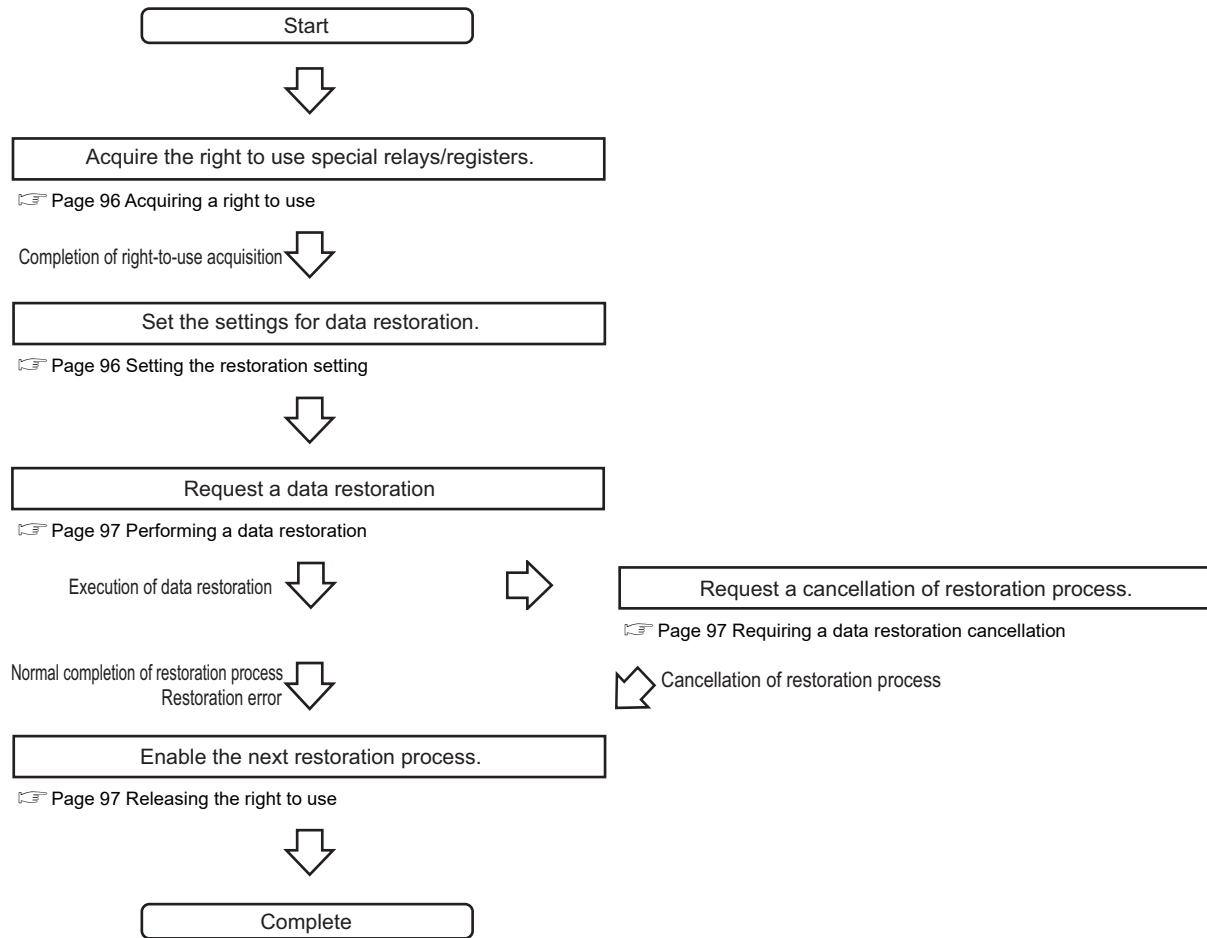 Start
Acquire the right to use special relays/registers.
☞ Page 96 Acquiring a right to use
Completion of right-to-use acquisition
Set the settings for data restoration.
☞ Page 96 Setting the restoration setting
Request a data restoration
☞ Page 97 Performing a data restoration
Execution of data restoration
Request a cancellation of restoration process.
☞ Page 97 Requiring a data restoration cancellation
Normal completion of restoration process
Restoration error
Cancellation of restoration process
Enable the next restoration process.
☞ Page 97 Releasing the right to use
Complete